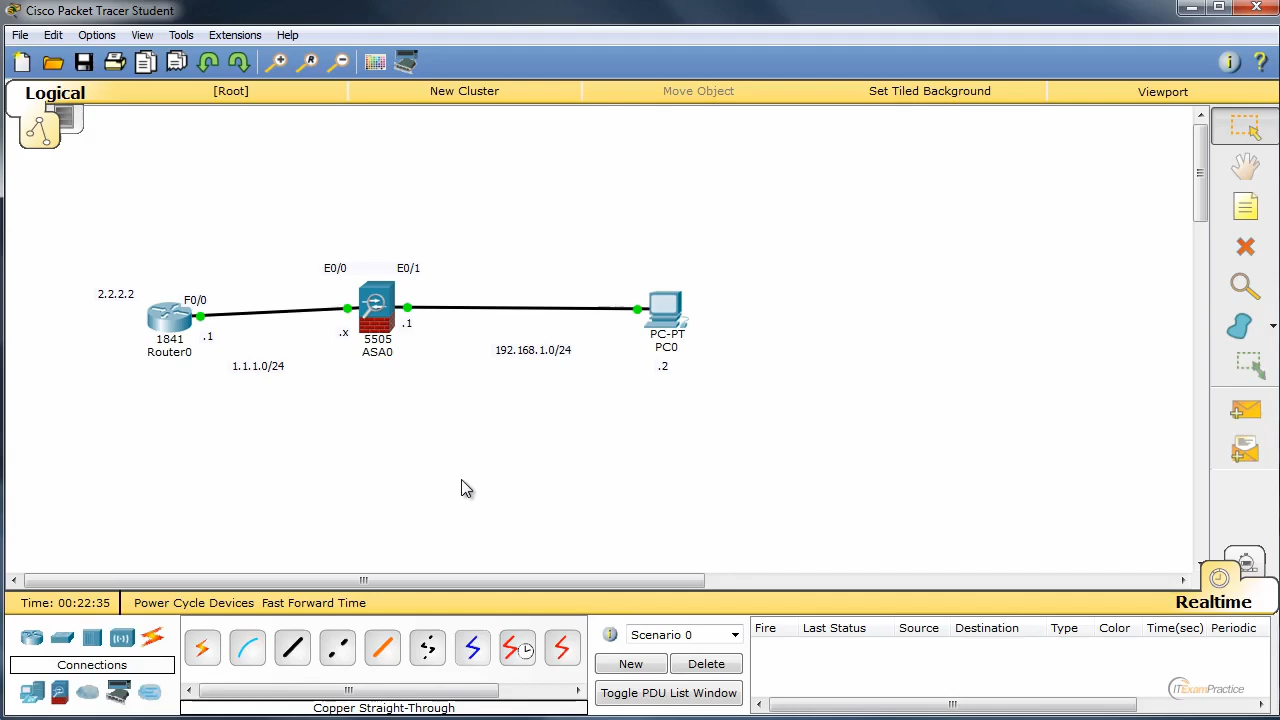 Cisco Packet Tracer Student
File Edit Options View Tools Extensions Help
Logical [Root] New Cluster Move Object Set Tiled Background Viewport
E0/0 E0/1
2.2.2.2
F0/0
.1 .x .1
1841 5505 PC-PT
Router0 ASA0 PC0
1.1.1.0/24 192.168.1.0/24 .2
Time: 00:22:35 Power Cycle Devices Fast Forward Time Realtime
Scenario 0 Fire Last Status Source Destination Type Color Time(sec) Periodic
Connections New Delete
Toggle PDU List Window
Copper Straight-Through
ITExamPractice